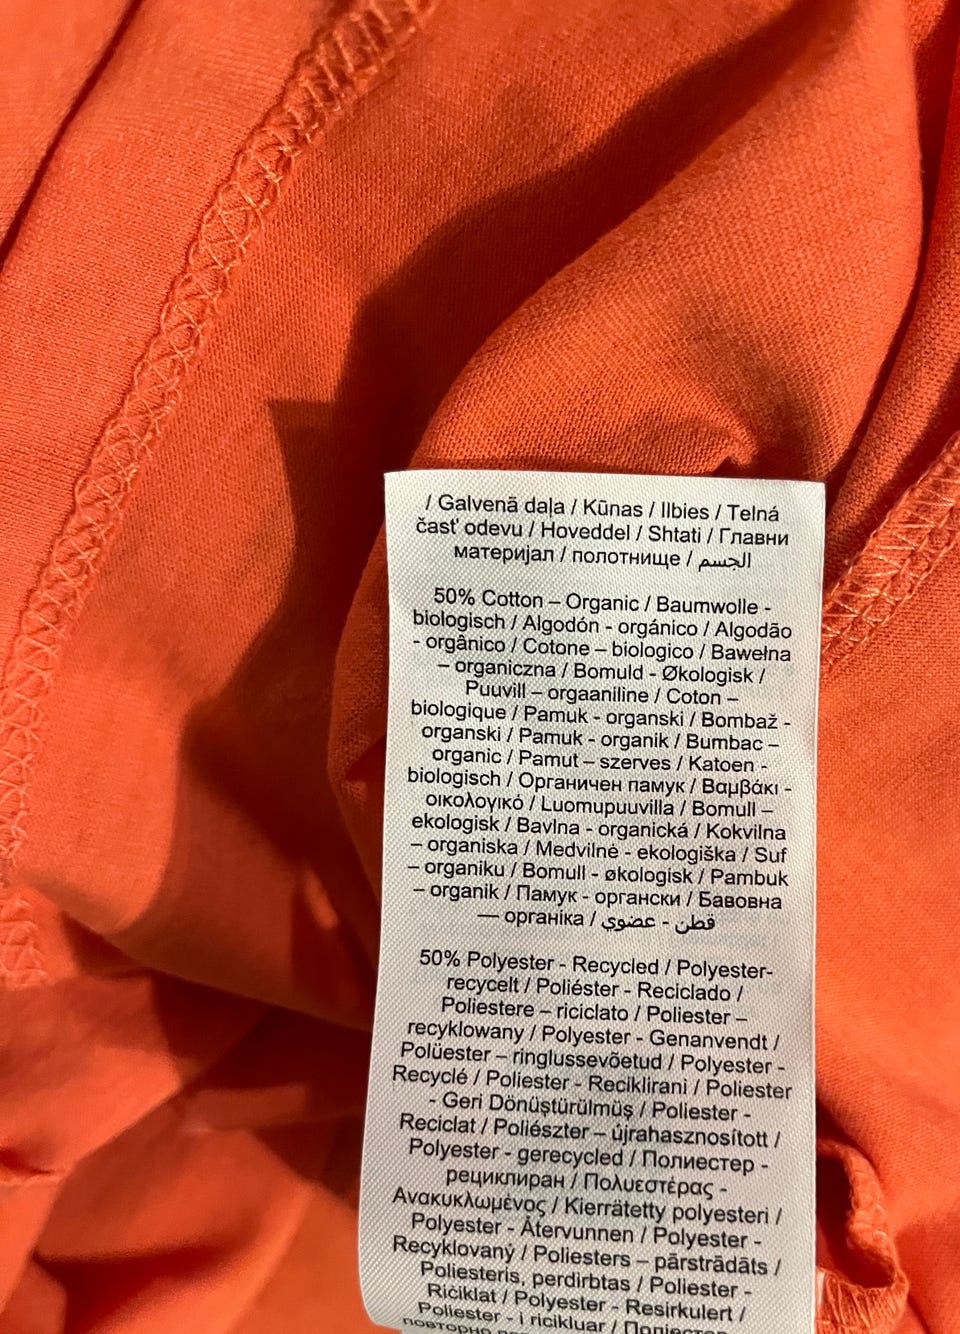 / Galvenā daļa / Kūnas / Ilbies / Telná
časť odevu / Hoveddel / Shtati / Главни
материјал / полотнище / الجسم
50% Cotton – Organic / Baumwolle -
biologisch / Algodón - orgánico / Algodão
- orgânico / Cotone – biologico / Bawełna
– organiczna / Bomuld - Økologisk /
Puuvill – orgaaniline / Coton –
biologique / Pamuk - organski / Bombaž -
organski / Pamuk - organik / Bumbac –
organic / Pamut – szerves / Katoen -
biologisch / Органичен памук / Βαμβάκι -
οικολογικό / Luomupuuvilla / Bomull –
ekologisk / Bavlna - organická / Kokvilna
– organiska / Medvilnė - ekologiška / Suf
– organiku / Bomull - økologisk / Pambuk
– organik / Памук - органски / Бавовна
— органіка / قطن - عضوي
50% Polyester - Recycled / Polyester-
recycelt / Poliéster - Reciclado /
Poliestere – riciclato / Poliester –
recyklowany / Polyester - Genanvendt /
Polüester – ringlussevõetud / Polyester -
Recyclé / Poliester - Reciklirani / Poliester
- Geri Dönüştürülmüş / Poliester -
Reciclat / Poliészter – újrahasznosított /
Polyester - gerecycled / Полиестер -
рециклиран / Πολυεστέρας -
Ανακυκλωμένος / Kierrätetty polyesteri /
Polyester - Återvunnen / Polyester -
Recyklovaný / Poliesters – pārstrādāts /
Poliesteris, perdirbtas / Poliester -
Riċiklat / Polyester - Resirkulert /
Poliester - i ricikluar / Полиестер
повторно